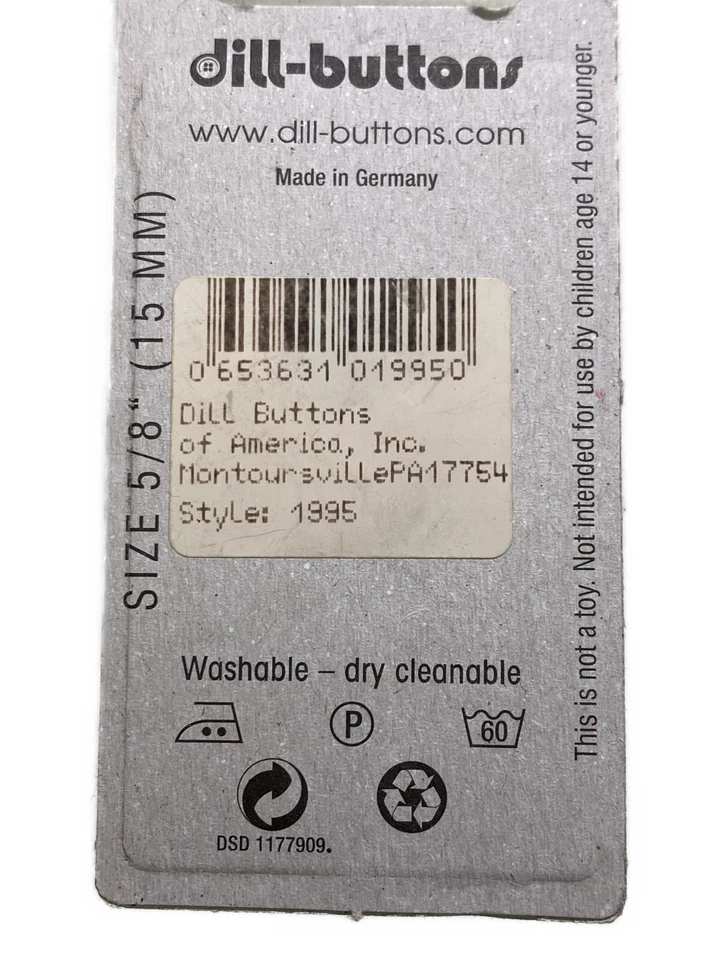 dill-buttons
www.dill-buttons.com
Made in Germany
SIZE 5/8" (15 MM)
0 653631 019950
Dill Buttons
of America, Inc.
MontoursvillePA17754
Style: 1995
This is not a toy. Not intended for use by children age 14 or younger.
Washable – dry cleanable
P
60
DSD 1177909.